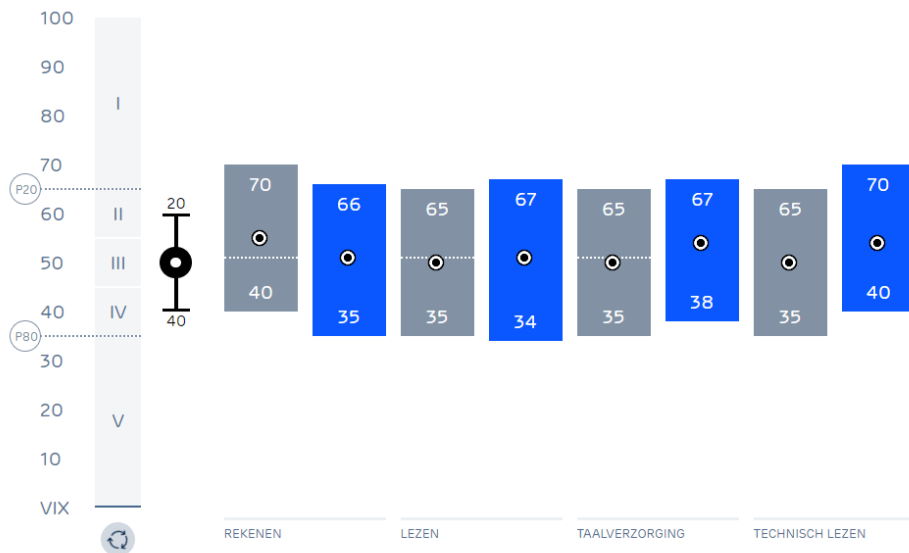 100
90
80
70
60
50
40
30
20
10
VIX
P20
P80
I
II
III
IV
V
20
40
70
40
66
35
65
35
67
34
65
35
67
38
65
35
70
40
REKENEN
LEZEN
TAALVERZORGING
TECHNISCH LEZEN